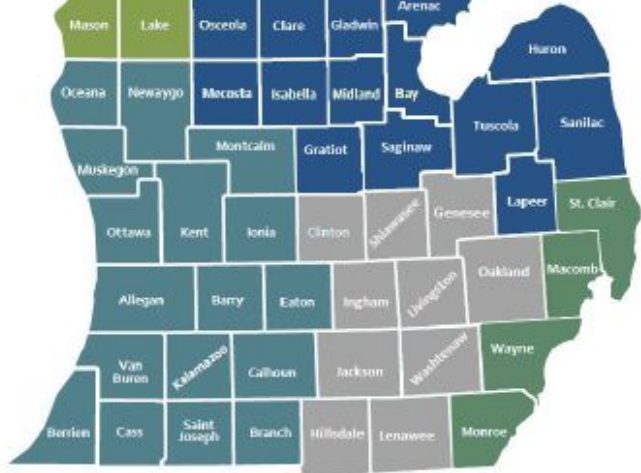 Arenac
Mason
Lake
Osceola
Clare
Gladwin
Huron
Oceana
Newaygo
Mecosta
Isabella
Midland
Bay
Tuscola
Sanilac
Montcalm
Gratiot
Saginaw
Muskegon
Lapeer
St. Clair
Ottawa
Kent
Ionia
Clinton
Shiawasee
Genesee
Oakland
Macomb
Allegan
Barry
Eaton
Ingham
Livingston
Van
Buren
Kalamazoo
Calhoun
Jackson
Washtenaw
Wayne
Berrien
Cass
Saint
Joseph
Branch
Hillsdale
Lenawee
Monroe